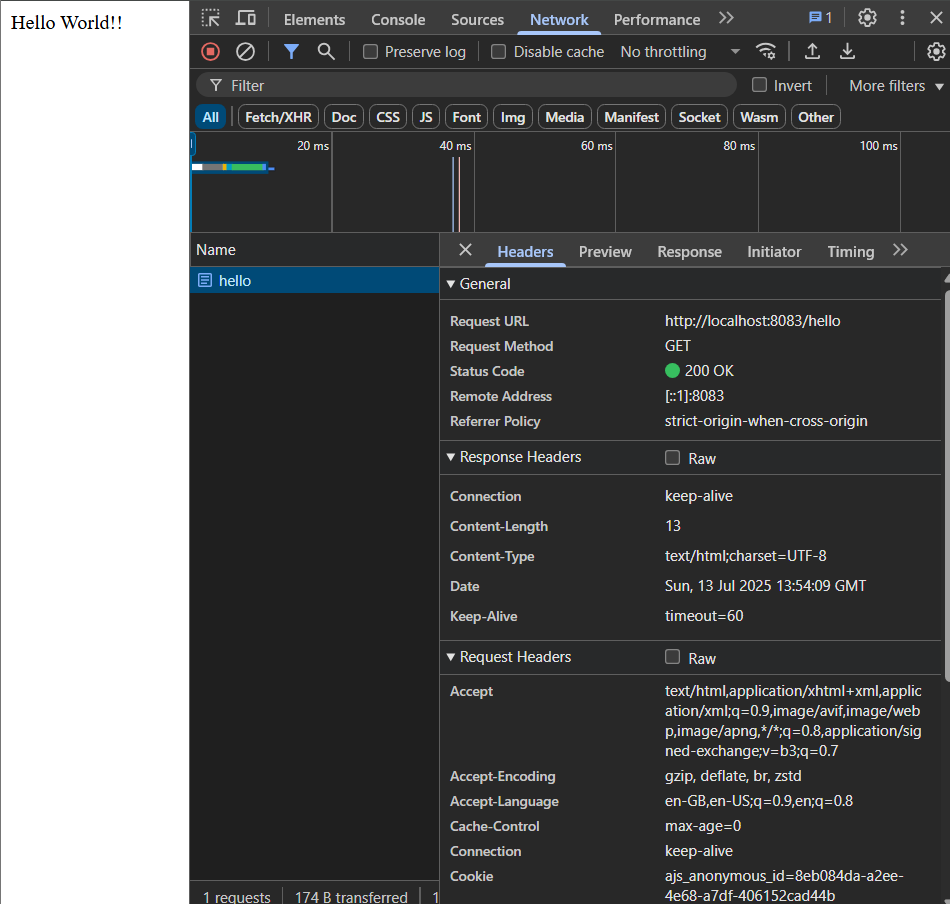 Hello World!!
Elements Console Sources Network Performance 1
Preserve log Disable cache No throttling
Filter Invert More filters
All Fetch/XHR Doc CSS JS Font Img Media Manifest Socket Wasm Other
20 ms 40 ms 60 ms 80 ms 100 ms
Name
hello
Headers Preview Response Initiator Timing
General
Request URL http://localhost:8083/hello
Request Method GET
Status Code 200 OK
Remote Address [::1]:8083
Referrer Policy strict-origin-when-cross-origin
Response Headers Raw
Connection keep-alive
Content-Length 13
Content-Type text/html;charset=UTF-8
Date Sun, 13 Jul 2025 13:54:09 GMT
Keep-Alive timeout=60
Request Headers Raw
Accept text/html,application/xhtml+xml,applic
ation/xml;q=0.9,image/avif,image/web
p,image/apng,*/*;q=0.8,application/sig
ned-exchange;v=b3;q=0.7
Accept-Encoding gzip, deflate, br, zstd
Accept-Language en-GB,en-US;q=0.9,en;q=0.8
Cache-Control max-age=0
Connection keep-alive
Cookie ajs_anonymous_id=8eb084da-a2ee-
4e68-a7df-406152cad44b
1 requests 174 B transferred 1